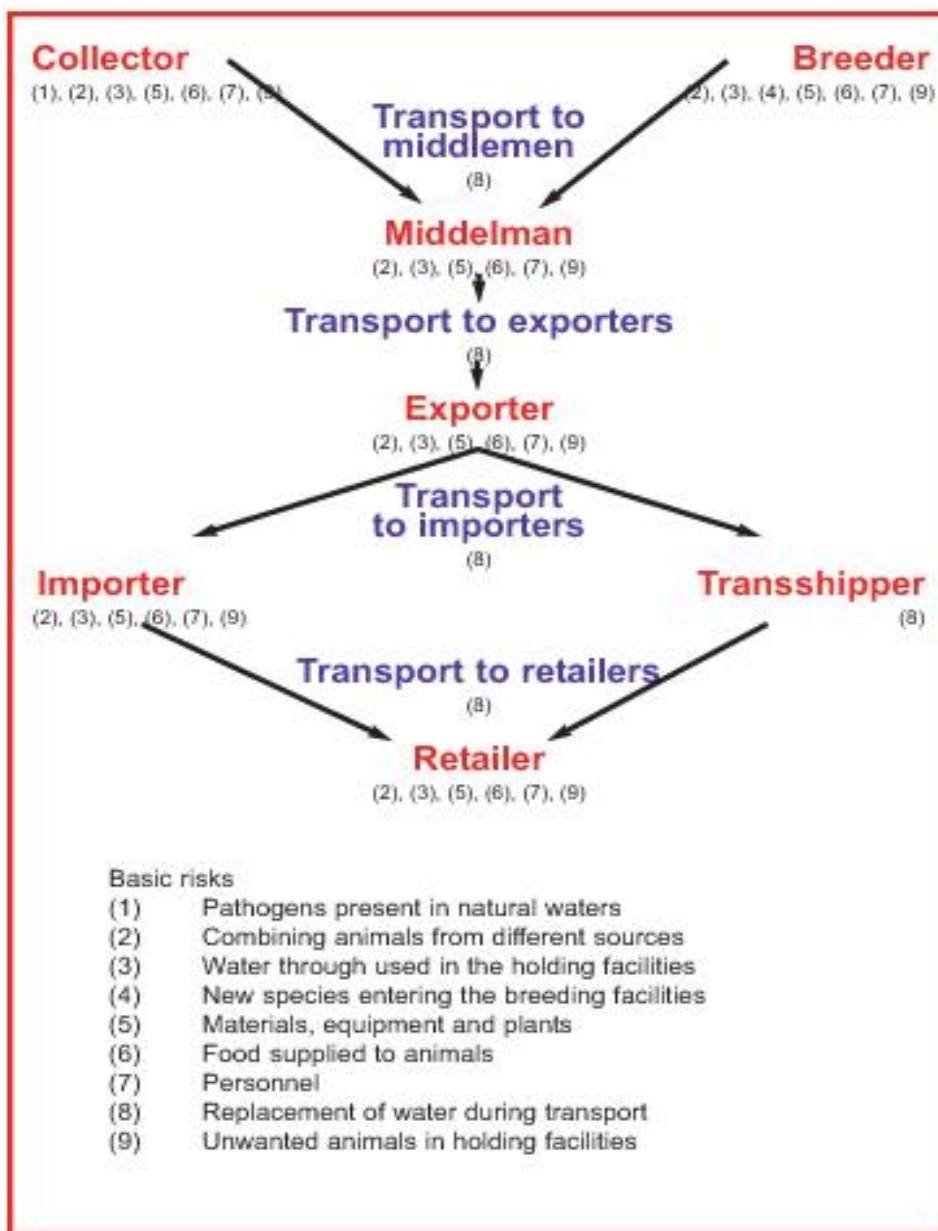 Collector
Breeder
(1), (2), (3), (5), (6), (7), (9)
(2), (3), (4), (5), (6), (7), (9)
Transport to
middlemen
(8)
Middelman
(2), (3), (5), (6), (7), (9)
Transport to exporters
(8)
Exporter
(2), (3), (5), (6), (7), (9)
Transport
to importers
(8)
Importer
Transshipper
(2), (3), (5), (6), (7), (9)
(8)
Transport to retailers
(8)
Retailer
(2), (3), (5), (6), (7), (9)
Basic risks
(1) Pathogens present in natural waters
(2) Combining animals from different sources
(3) Water through used in the holding facilities
(4) New species entering the breeding facilities
(5) Materials, equipment and plants
(6) Food supplied to animals
(7) Personnel
(8) Replacement of water during transport
(9) Unwanted animals in holding facilities